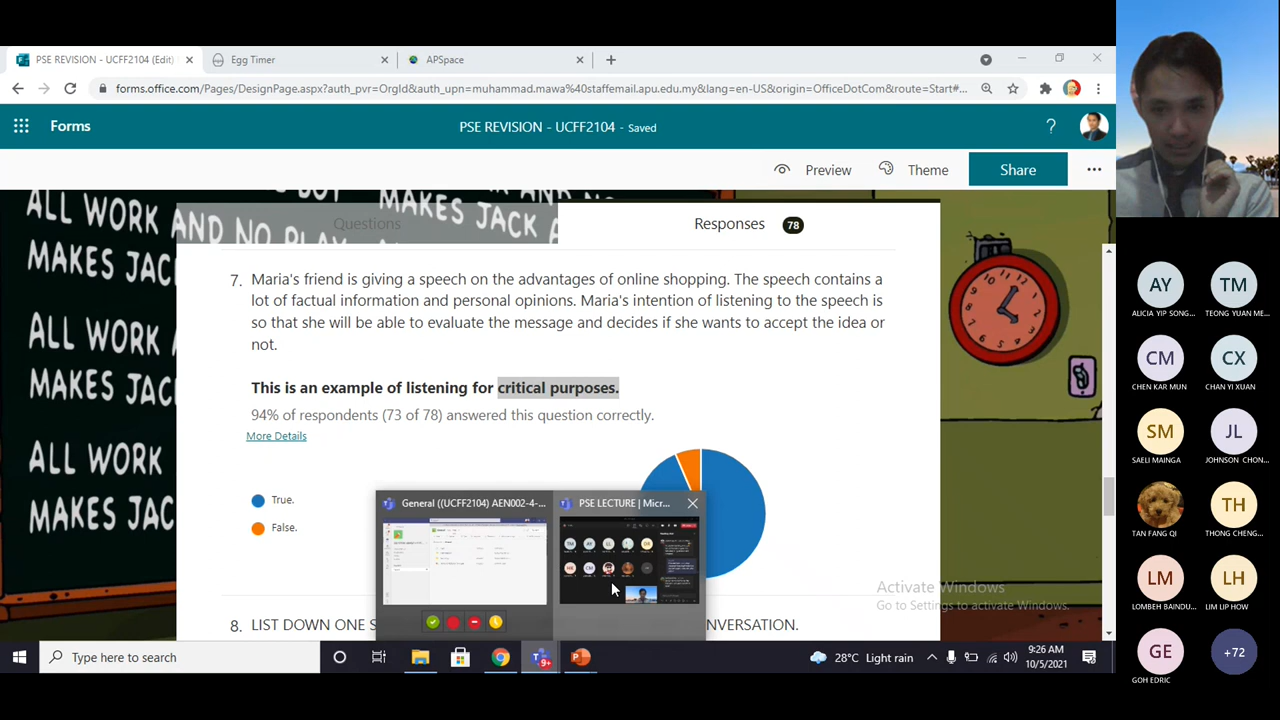 PSE REVISION - UCFF2104 (Edit)
Egg Timer
APSpace
forms.office.com/Pages/DesignPage.aspx?auth_pvr=OrgId&auth_upn=muhammad.mawa%40staffemail.apu.edu.my&lang=en-US&origin=OfficeDotCom&route=Start#...
Forms
PSE REVISION - UCFF2104 - Saved
?
Preview
Theme
Share
ALL WORK
AND NO PLAY
MAKES JACK A
MAKES JAC
Questions
Responses
78
ALL WORK
MAKES JAC
ALL WORK
MAKES JAC
7. Maria's friend is giving a speech on the advantages of online shopping. The speech contains a
lot of factual information and personal opinions. Maria's intention of listening to the speech is
so that she will be able to evaluate the message and decides if she wants to accept the idea or
not.
This is an example of listening for critical purposes.
94% of respondents (73 of 78) answered this question correctly.
More Details
True.
False.
General ((UCFF2104) AEN002-4-...
PSE LECTURE | Micr...
8. LIST DOWN ONE S
NVERSATION.
Activate Windows
Go to Settings to activate Windows.
Type here to search
9+
28°C Light rain
9:26 AM
10/5/2021
AY
ALICIA YIP SONG...
TM
TEONG YUAN ME...
CM
CHEN KAR MUN
CX
CHAN YI XUAN
SM
SAELI MAINGA
JL
JOHNSON CHON...
TAN FANG QI
TH
THONG CHENG...
LM
LOMBEH BAINDU...
LH
LIM LIP HOW
GE
GOH EDRIC
+72